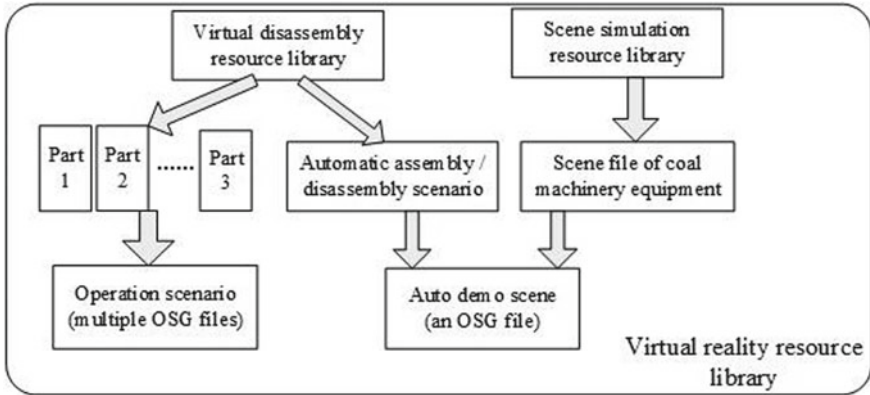 Virtual disassembly
resource library
Scene simulation
resource library
Part
1
Part
2
......
Part
3
Automatic assembly /
disassembly scenario
Scene file of coal
machinery equipment
Operation scenario
(multiple OSG files)
Auto demo scene
(an OSG file)
Virtual reality resource
library